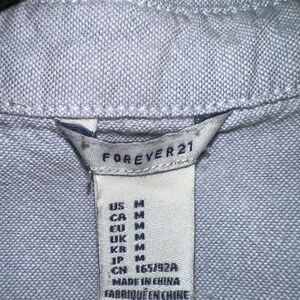 FOREVER 21
US M
CA M
EU M
UK M
KR M
JP M
CN 165/92A
MADE IN CHINA
FABRIQUÉ EN CHINE